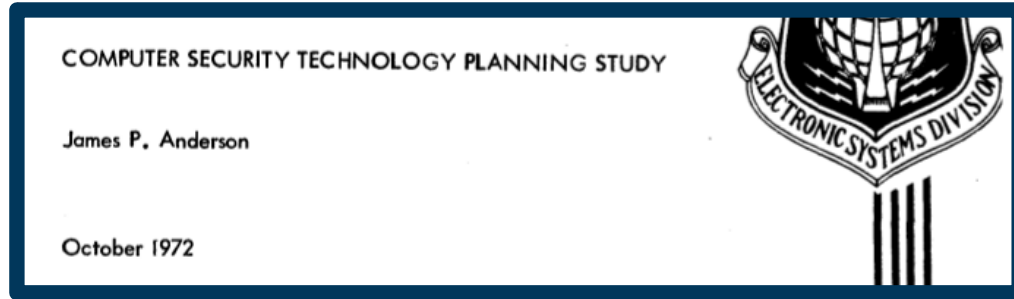 COMPUTER SECURITY TECHNOLOGY PLANNING STUDY
James P. Anderson
October 1972
ELECTRONIC SYSTEMS DIVISION